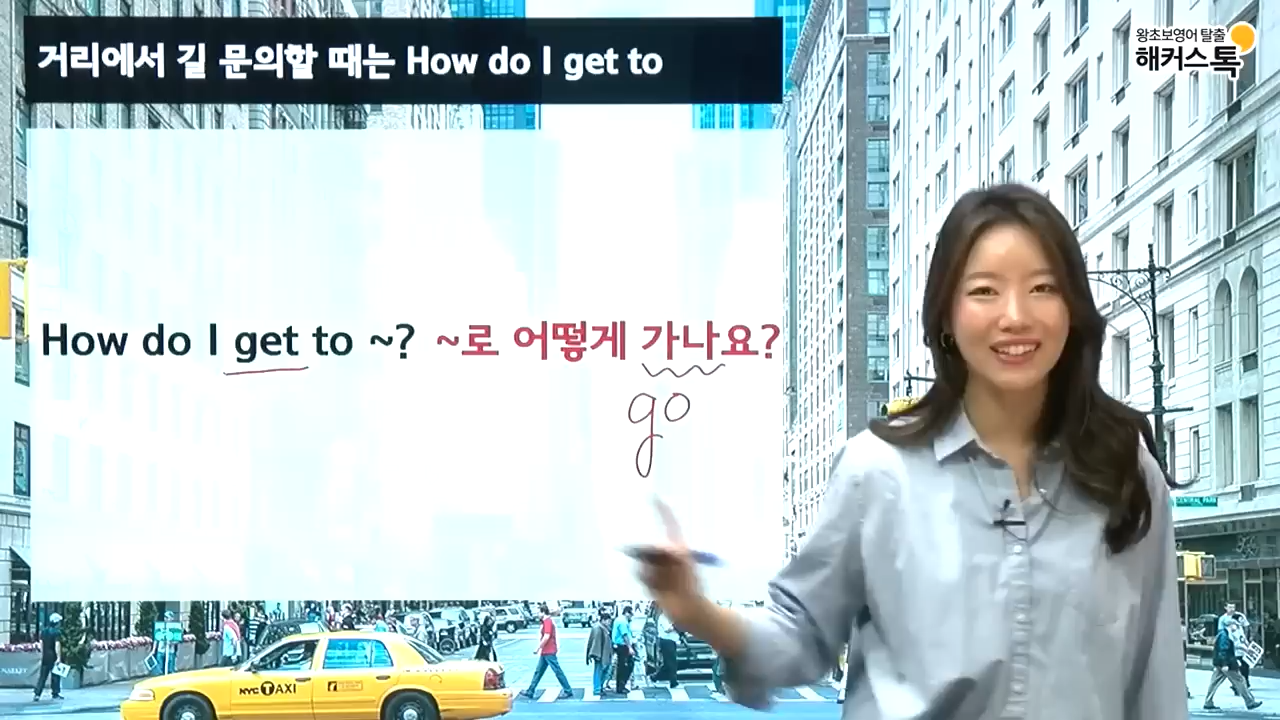 거리에서 길 문의할 때는 How do I get to
왕초보영어 탈출
해커스톡
How do I get to ~? ~로 어떻게 가나요?
go
CENTRAL PARK
NYC TAXI